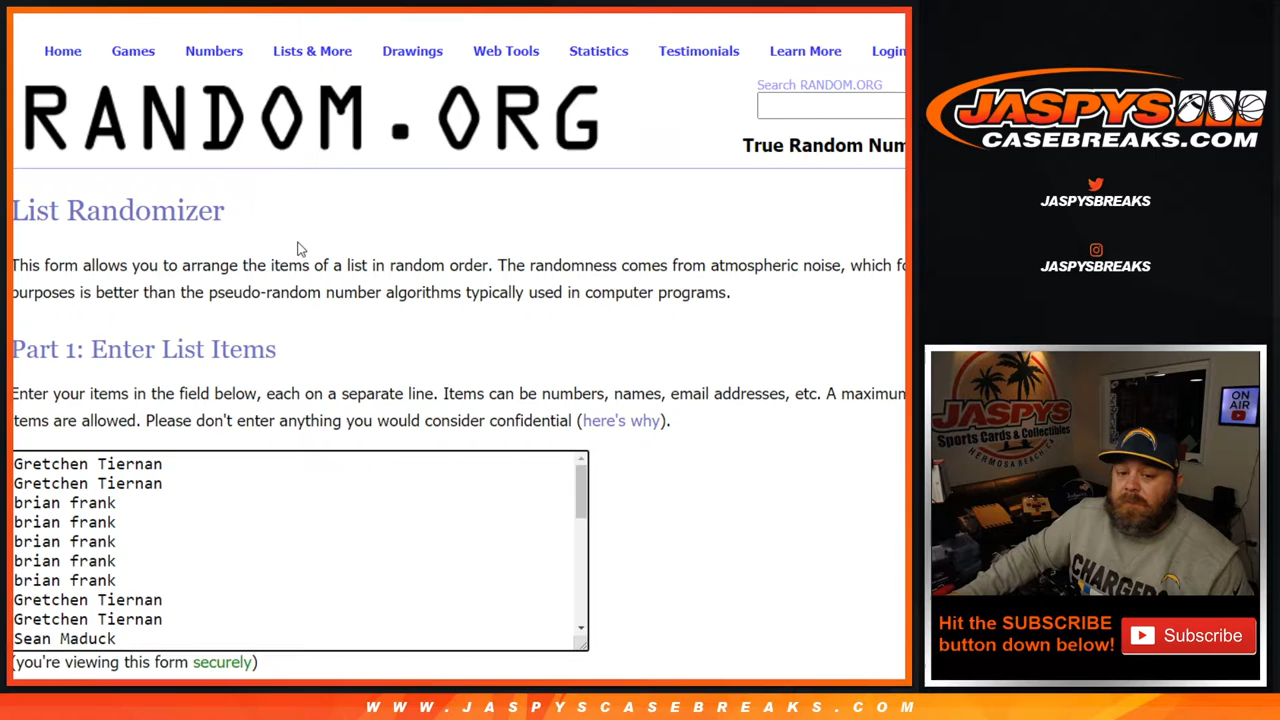 Home Games Numbers Lists & More Drawings Web Tools Statistics Testimonials Learn More Login
RANDOM.ORG
Search RANDOM.ORG
True Random Num
List Randomizer
This form allows you to arrange the items of a list in random order. The randomness comes from atmospheric noise, which fo
purposes is better than the pseudo-random number algorithms typically used in computer programs.
Part 1: Enter List Items
Enter your items in the field below, each on a separate line. Items can be numbers, names, email addresses, etc. A maximum
items are allowed. Please don't enter anything you would consider confidential (here's why).
Gretchen Tiernan
Gretchen Tiernan
brian frank
brian frank
brian frank
brian frank
brian frank
Gretchen Tiernan
Gretchen Tiernan
Sean Maduck
(you're viewing this form securely)
JASPYS
CASEBREAKS.COM
JASPYSBREAKS
JASPYSBREAKS
JASPYS
Sports Cards & Collectibles
HERMOSA BEACH, CA
ON
AIR
CHARGERS
Hit the SUBSCRIBE
button down below!
Subscribe
WWW.JASPYSCASEBREAKS.COM